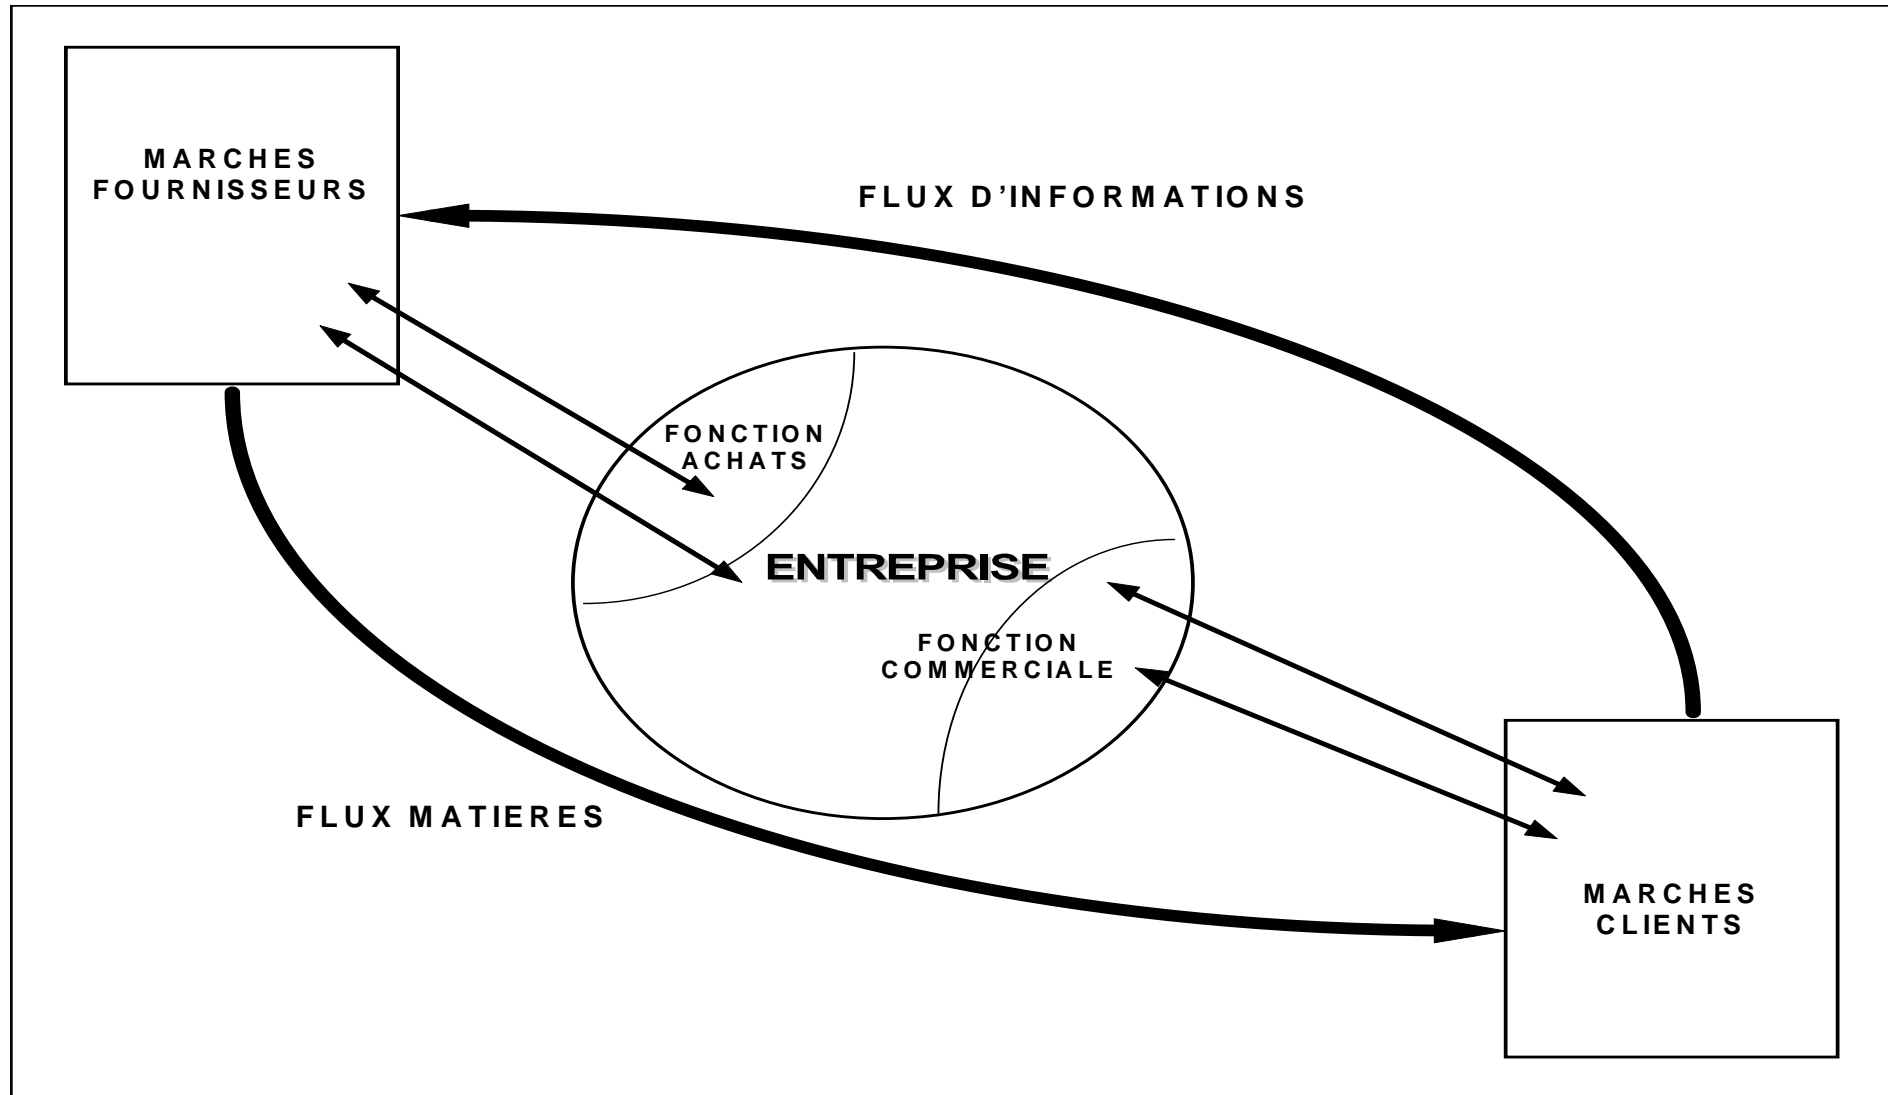 MARCHES
FOURNISSEURS
FLUX D’INFORMATIONS
FONCTION
ACHATS
ENTREPRISE
FONCTION
COMMERCIALE
FLUX MATIERES
MARCHES
CLIENTS